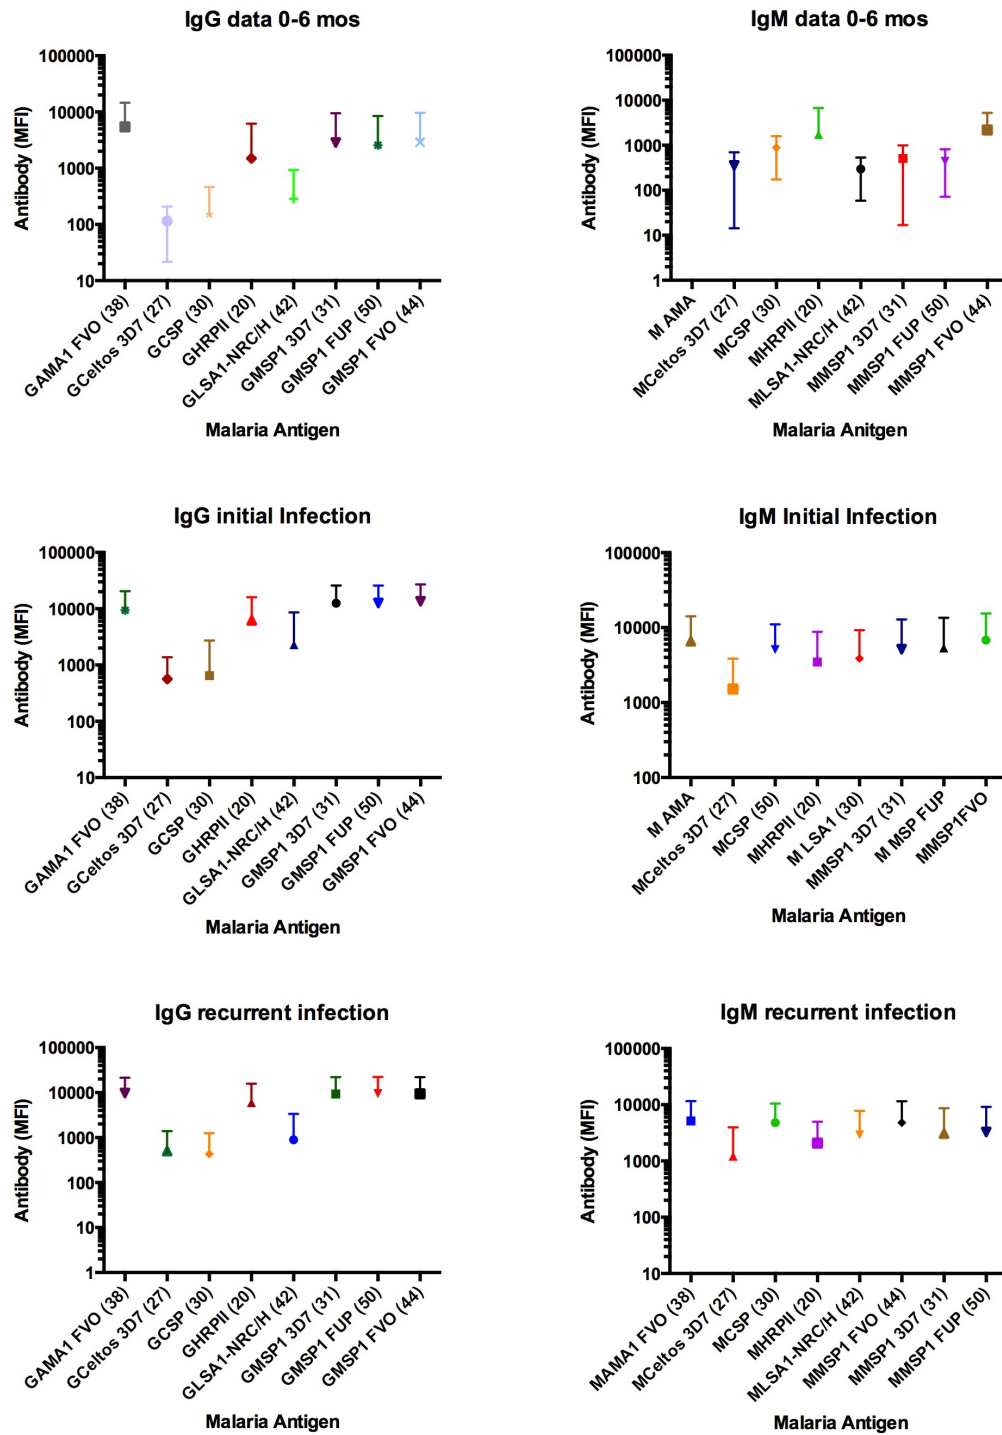 IgG data 0-6 mos
100000
10000
1000
100
10
Antibody (MFI)
GAMA1 FVO (38)
GCeltos 3D7 (27)
GCSP (30)
GHRPII (20)
GLSA1-NRC/H (42)
GMSP1 3D7 (31)
GMSP1 FUP (50)
GMSP1 FVO (44)
Malaria Antigen
IgM data 0-6 mos
100000
10000
1000
100
10
1
Antibody (MFI)
M AMA
MCeltos 3D7 (27)
MCSP (30)
MHRPII (20)
MLSA1-NRC/H (42)
MMSP1 3D7 (31)
MMSP1 FUP (50)
MMSP1 FVO (44)
Malaria Anitgen
IgG initial Infection
100000
10000
1000
100
10
Antibody (MFI)
GAMA1 FVO (38)
GCeltos 3D7 (27)
GCSP (30)
GHRPII (20)
GLSA1-NRC/H (42)
GMSP1 3D7 (31)
GMSP1 FUP (50)
GMSP1 FVO (44)
Malaria Antigen
IgM Initial Infection
100000
10000
1000
100
Antibody (MFI)
M AMA
MCeltos 3D7 (27)
MCSP (50)
MHRPII (20)
M LSA1 (30)
MMSP1 3D7 (31)
M MSP FUP
MMSP1FVO
Malaria Antigen
IgG recurrent infection
100000
10000
1000
100
10
1
Antibody (MFI)
GAMA1 FVO (38)
GCeltos 3D7 (27)
GCSP (30)
GHRPII (20)
GLSA1-NRC/H (42)
GMSP1 3D7 (31)
GMSP1 FUP (50)
GMSP1 FVO (44)
Malaria Antigen
IgM recurrent infection
100000
10000
1000
100
10
Antibody (MFI)
MAMA1 FVO (38)
MCeltos 3D7 (27)
MCSP (30)
MHRPII (20)
MLSA1-NRC/H (42)
MMSP1 FVO (44)
MMSP1 3D7 (31)
MMSP1 FUP (50)
Malaria Antigen